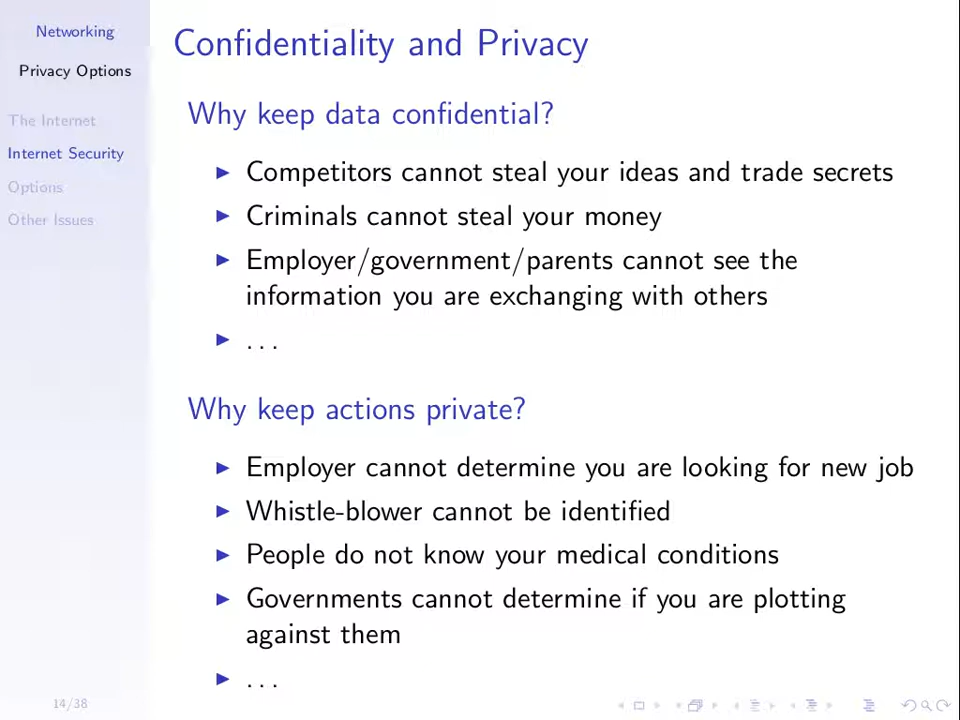 Networking
Privacy Options
The Internet
Internet Security
Options
Other Issues
Confidentiality and Privacy
Why keep data confidential?
Competitors cannot steal your ideas and trade secrets
Criminals cannot steal your money
Employer/government/parents cannot see the
information you are exchanging with others
...
Why keep actions private?
Employer cannot determine you are looking for new job
Whistle-blower cannot be identified
People do not know your medical conditions
Governments cannot determine if you are plotting
against them
...
14/38